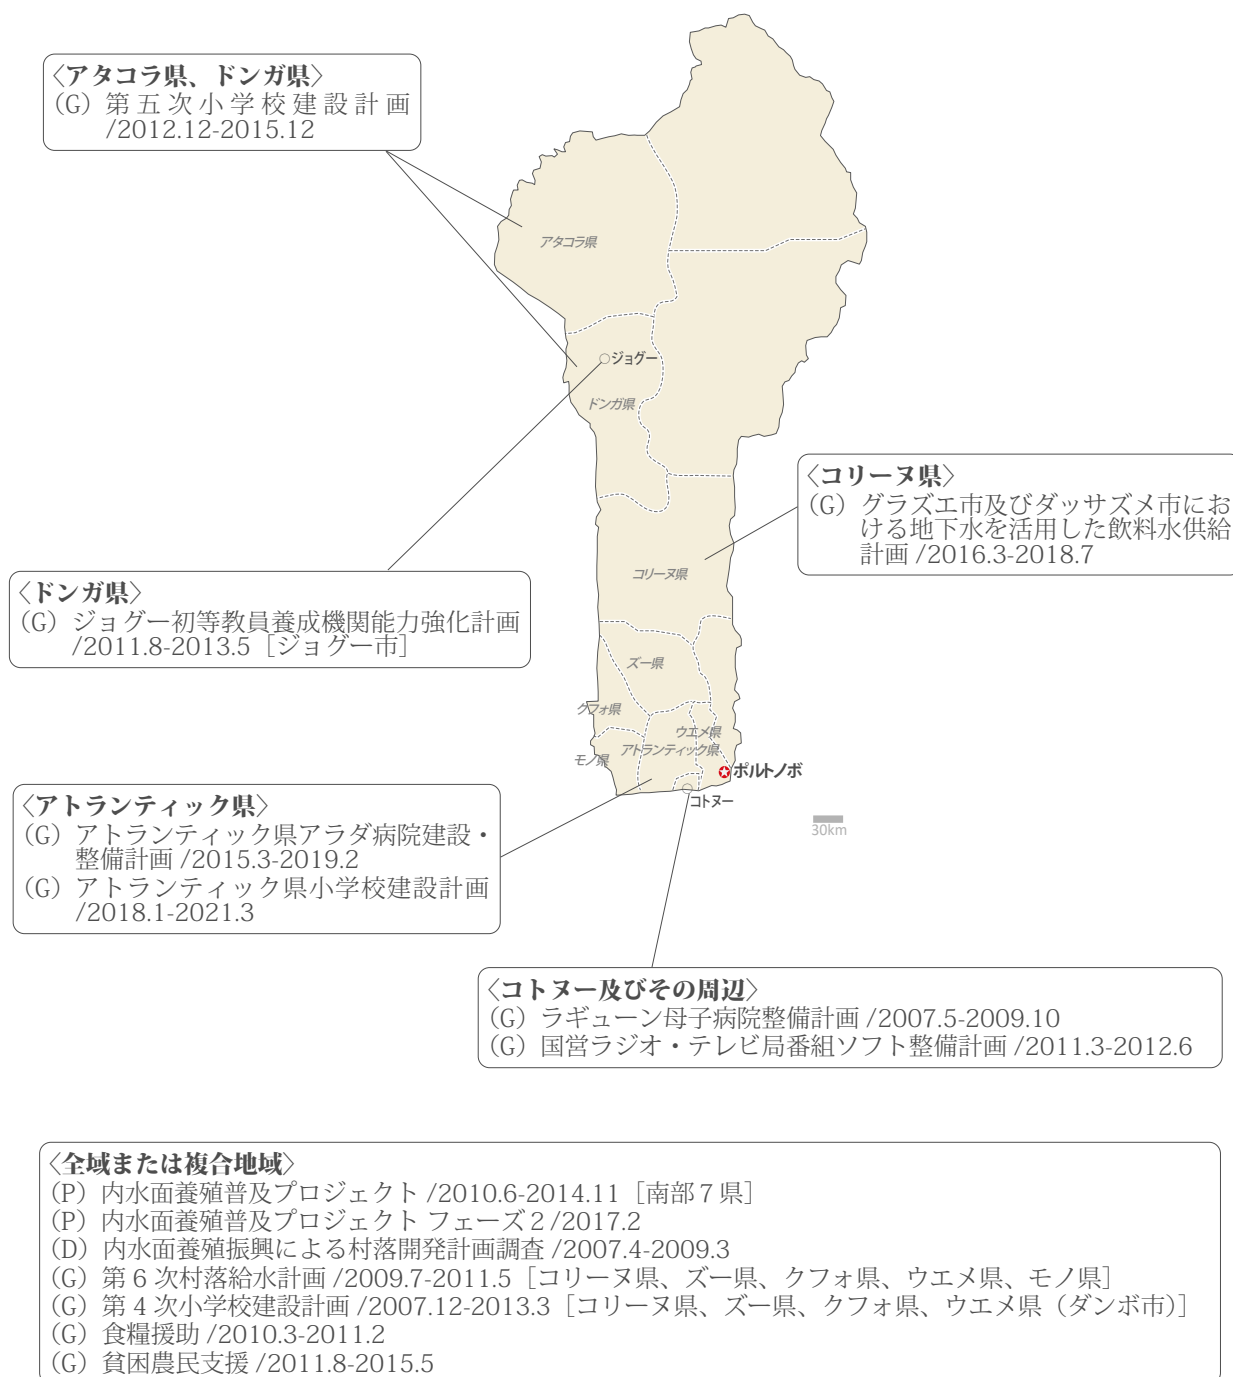 〈アタコラ県、ドンガ県〉
（G）第五次小学校建設計画
/2012.12-2015.12
アタコラ県
ジョグー
ドンガ県
〈コリーヌ県〉
（G）グラズエ市及びダッサズメ市にお
ける地下水を活用した飲料水供給
計画 /2016.3-2018.7
コリーヌ県
〈ドンガ県〉
（G）ジョグー初等教員養成機関能力強化計画
/2011.8-2013.5［ジョグー市］
ズー県
クフォ県
ウエメ県
アトランティック県
モノ県
ポルトノボ
コトヌー
30km
〈アトランティック県〉
（G）アトランティック県アラダ病院建設・
整備計画 /2015.3-2019.2
（G）アトランティック県小学校建設計画
/2018.1-2021.3
〈コトヌー及びその周辺〉
（G）ラギューン母子病院整備計画 /2007.5-2009.10
（G）国営ラジオ・テレビ局番組ソフト整備計画 /2011.3-2012.6
〈全域または複合地域〉
（P）内水面養殖普及プロジェクト /2010.6-2014.11［南部７県］
（P）内水面養殖普及プロジェクト フェーズ２/2017.2
（D）内水面養殖振興による村落開発計画調査 /2007.4-2009.3
（G）第６次村落給水計画 /2009.7-2011.5［コリーヌ県、ズー県、クフォ県、ウエメ県、モノ県］
（G）第４次小学校建設計画 /2007.12-2013.3［コリーヌ県、ズー県、クフォ県、ウエメ県（ダンボ市）］
（G）食糧援助 /2010.3-2011.2
（G）貧困農民支援 /2011.8-2015.5